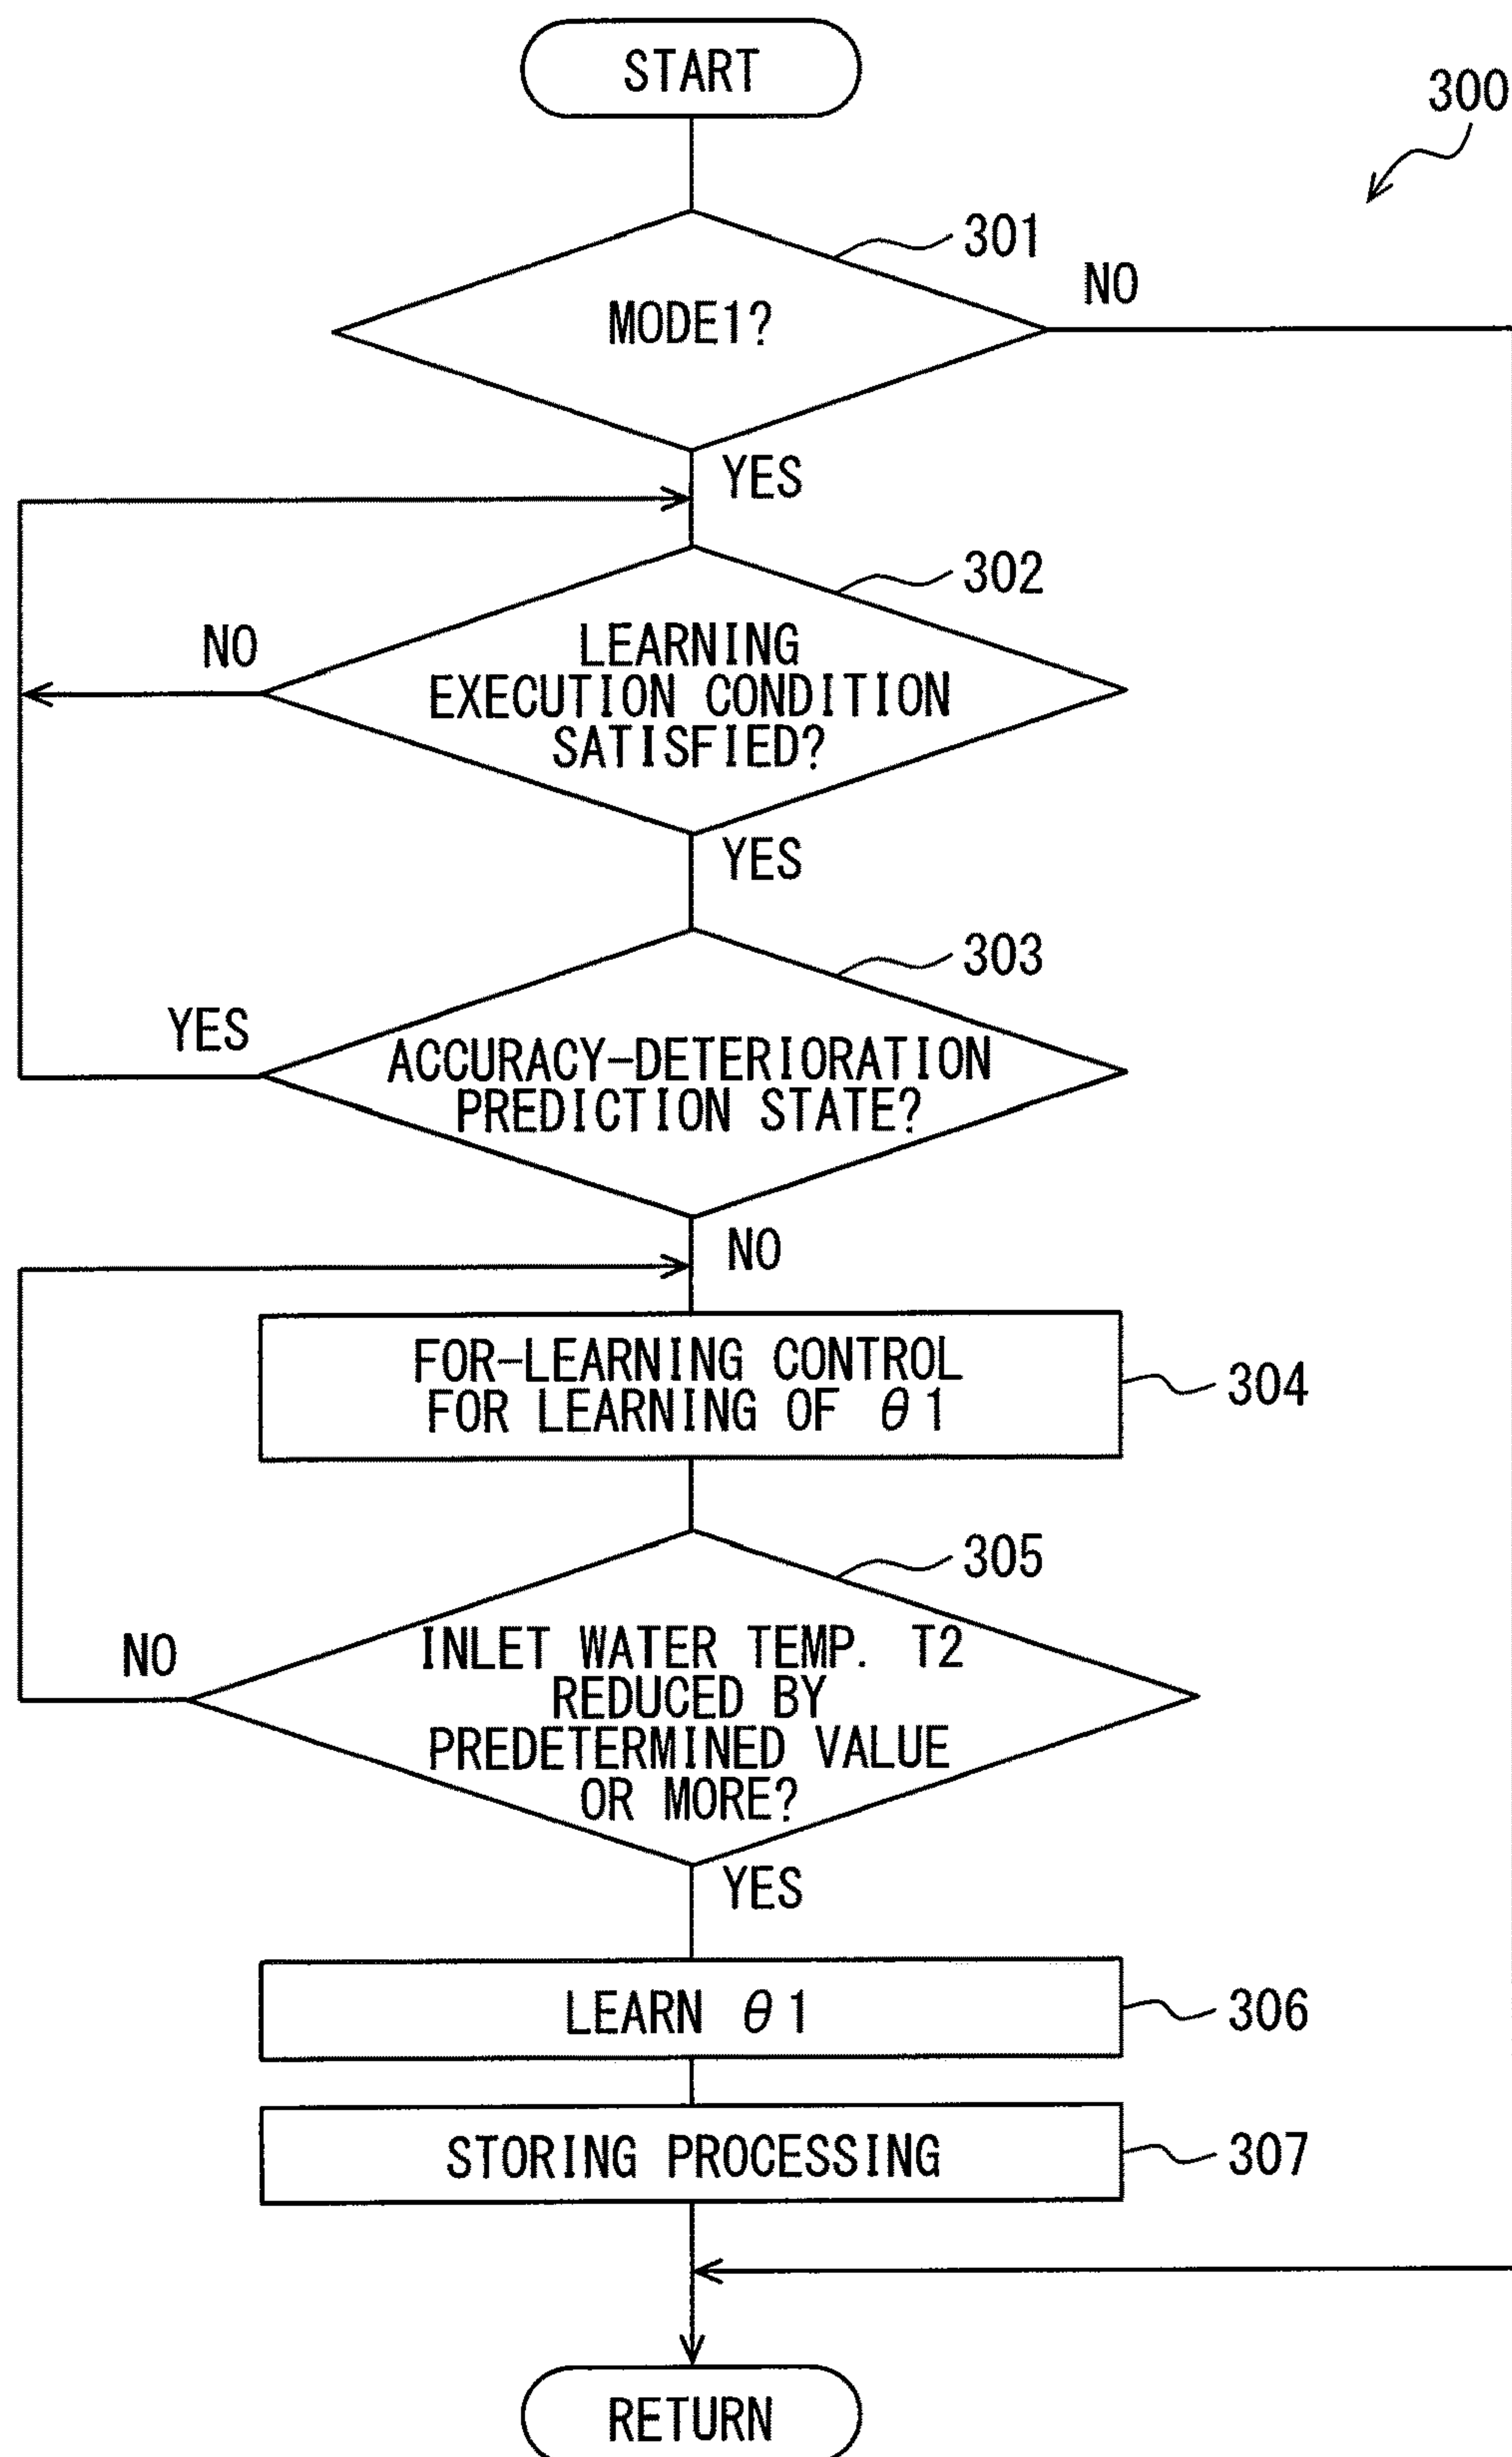 START
300
301
MODE1?
NO
YES
302
NO
LEARNING
EXECUTION CONDITION
SATISFIED?
YES
303
YES
ACCURACY-DETERIORATION
PREDICTION STATE?
NO
FOR-LEARNING CONTROL
FOR LEARNING OF θ1
304
305
NO
INLET WATER TEMP. T2
REDUCED BY
PREDETERMINED VALUE
OR MORE?
YES
LEARN θ1
306
STORING PROCESSING
307
RETURN